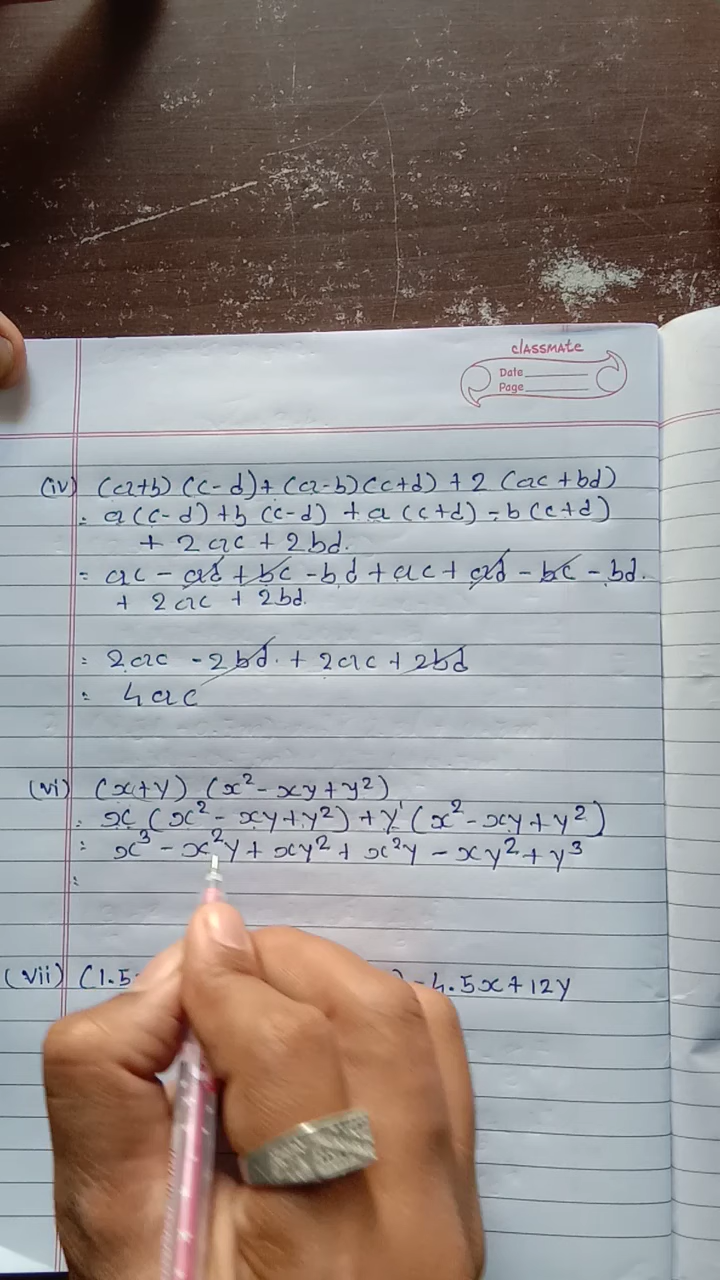 classmate
Date
Page
(iv) (a+b) (c-d)+(a-b)(c+d) + 2 (ac+bd)
= a(c-d)+b (c-d) + a (c+d) - b(c+d)
+ 2ac + 2bd.
= ac - ad + bc - bd + ac + ad - bc - bd.
+ 2ac + 2bd.
= 2ac - 2bd. + 2ac + 2bd
= 4ac
(vi) (x+y) (x² - xy + y²)
= x (x² - xy + y²) + y (x² - xy + y²)
= x³ - x²y + xy² + x²y - xy² + y³
=
(vii) (1.5 ) - 4.5x + 12y